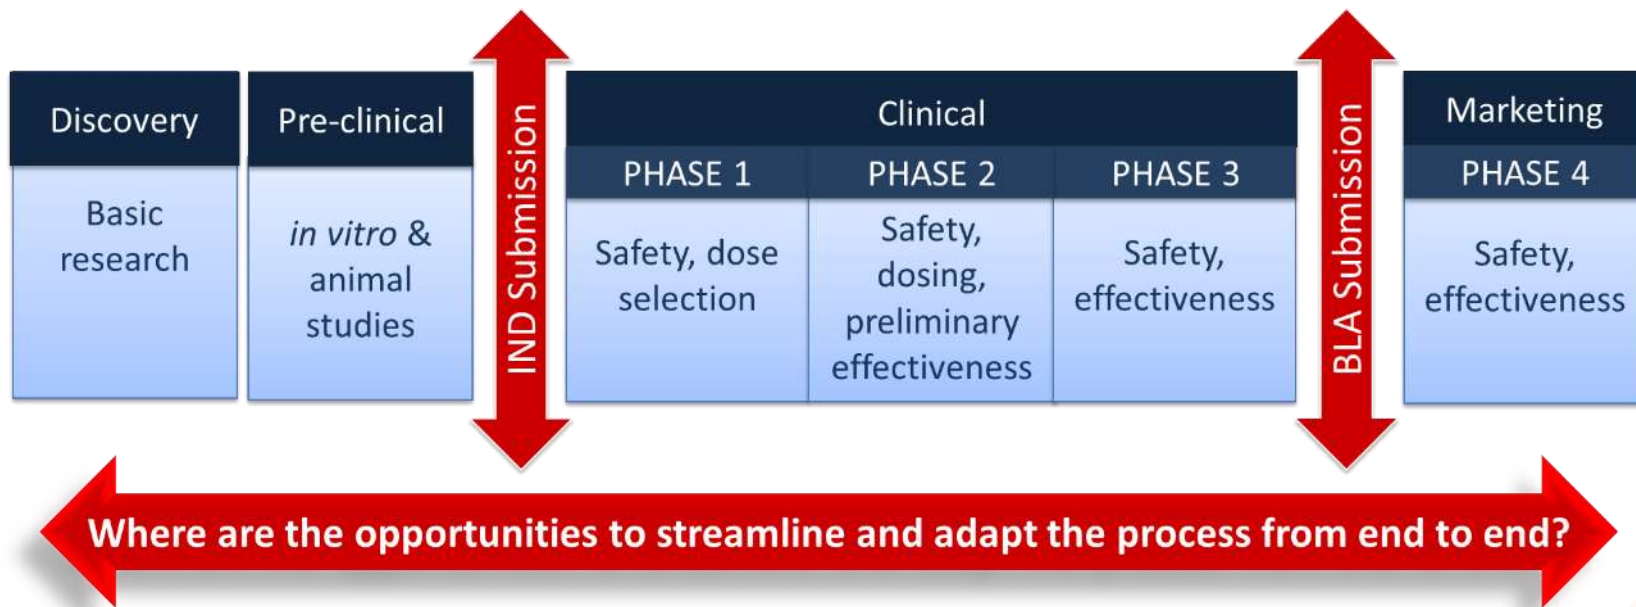 Discovery
Basic
research
Pre-clinical
in vitro &
animal
studies
IND Submission
Clinical
PHASE 1
Safety, dose
selection
PHASE 2
Safety,
dosing,
preliminary
effectiveness
PHASE 3
Safety,
effectiveness
BLA Submission
Marketing
PHASE 4
Safety,
effectiveness
Where are the opportunities to streamline and adapt the process from end to end?